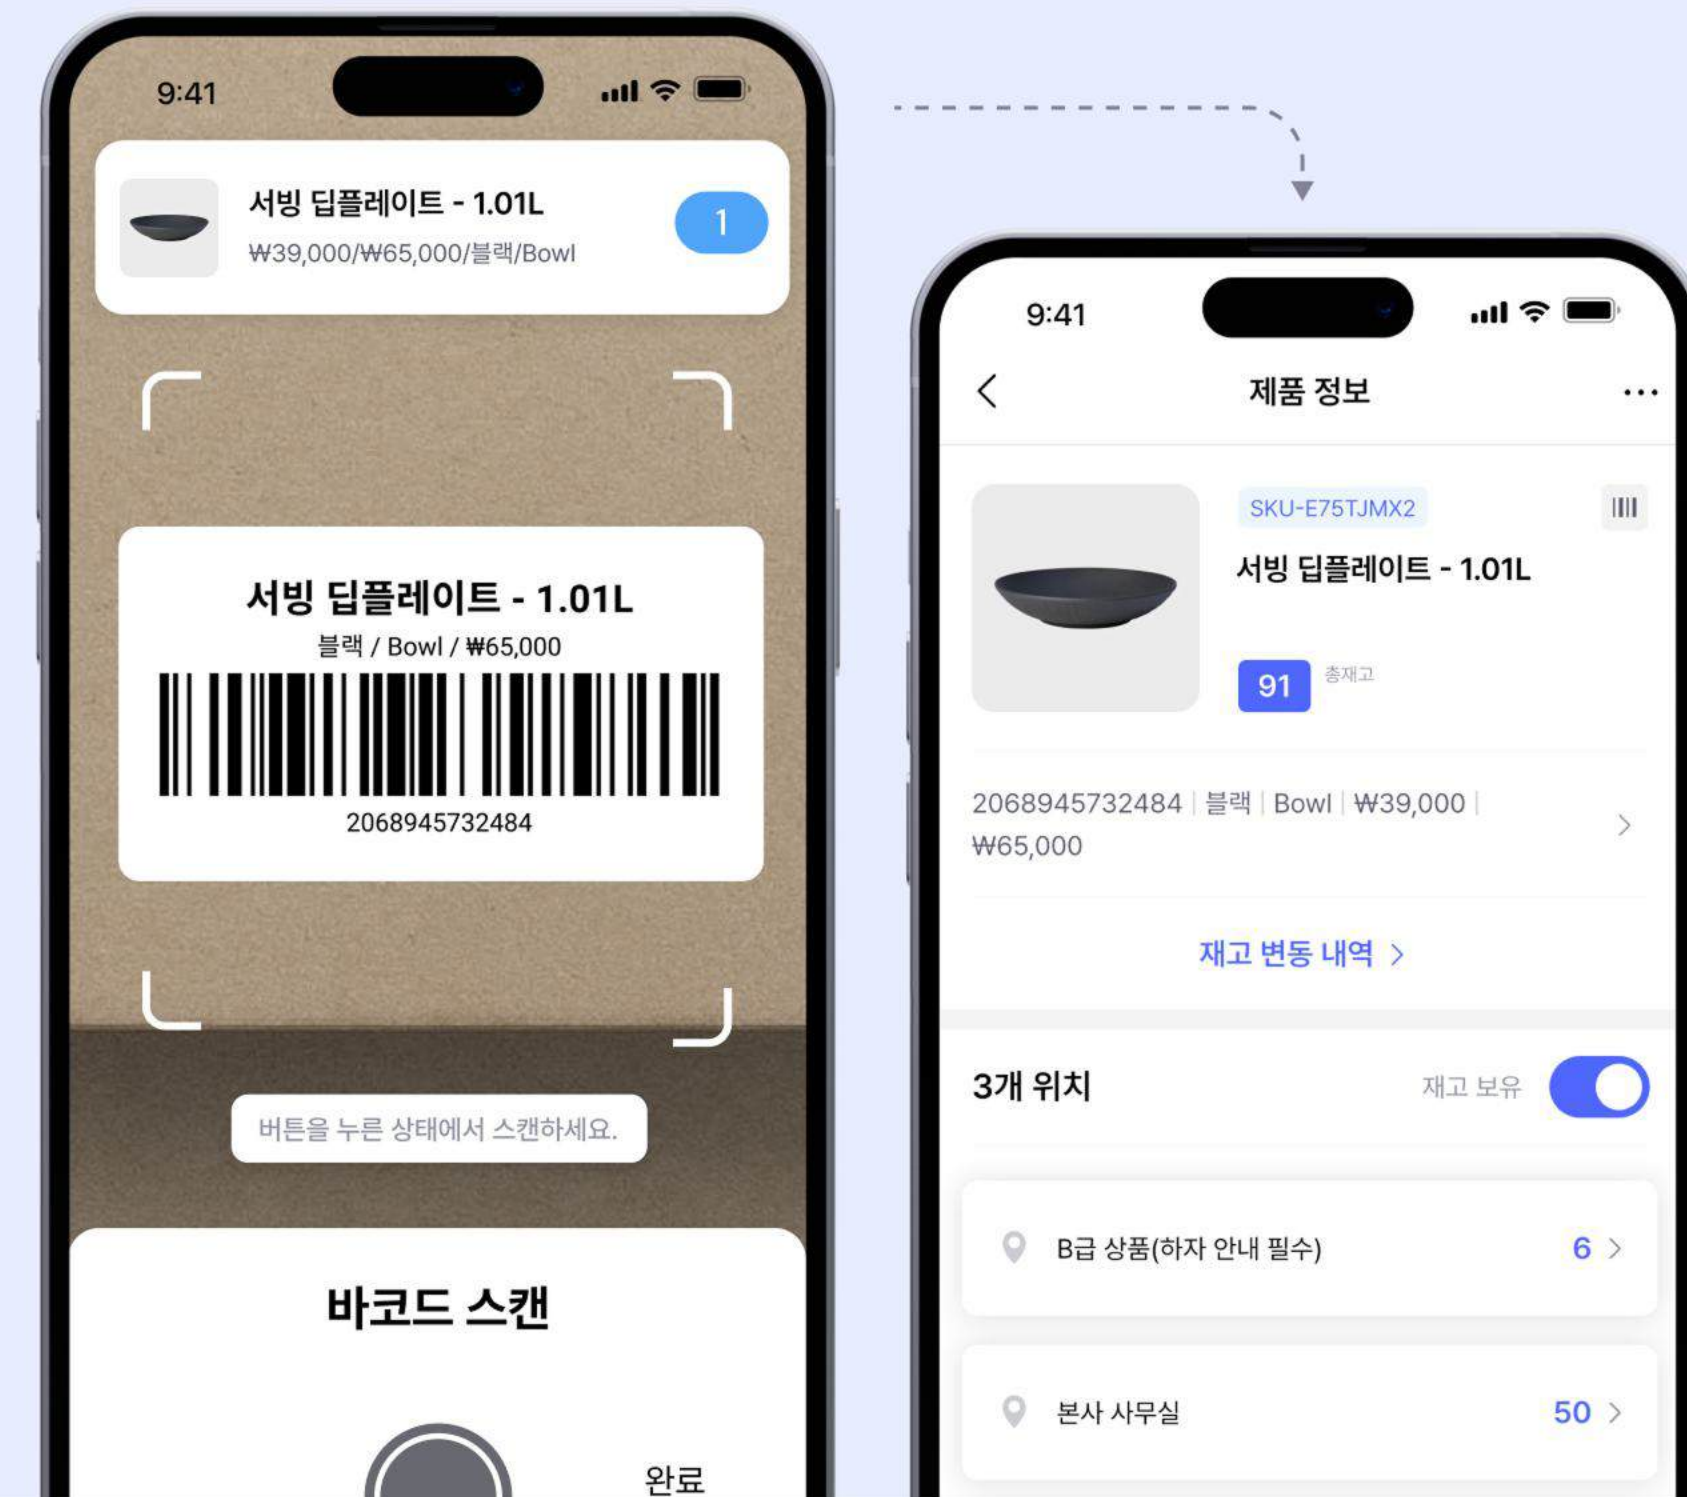 9:41
서빙 딥플레이트 - 1.01L
₩39,000/₩65,000/블랙/Bowl
1
서빙 딥플레이트 - 1.01L
블랙 / Bowl / ₩65,000
2068945732484
버튼을 누른 상태에서 스캔하세요.
바코드 스캔
완료
9:41
제품 정보
SKU-E75TJMX2
서빙 딥플레이트 - 1.01L
91 총재고
2068945732484 | 블랙 | Bowl | ₩39,000 |
₩65,000
재고 변동 내역 >
3개 위치
재고 보유
B급 상품(하자 안내 필수)
6 >
본사 사무실
50 >